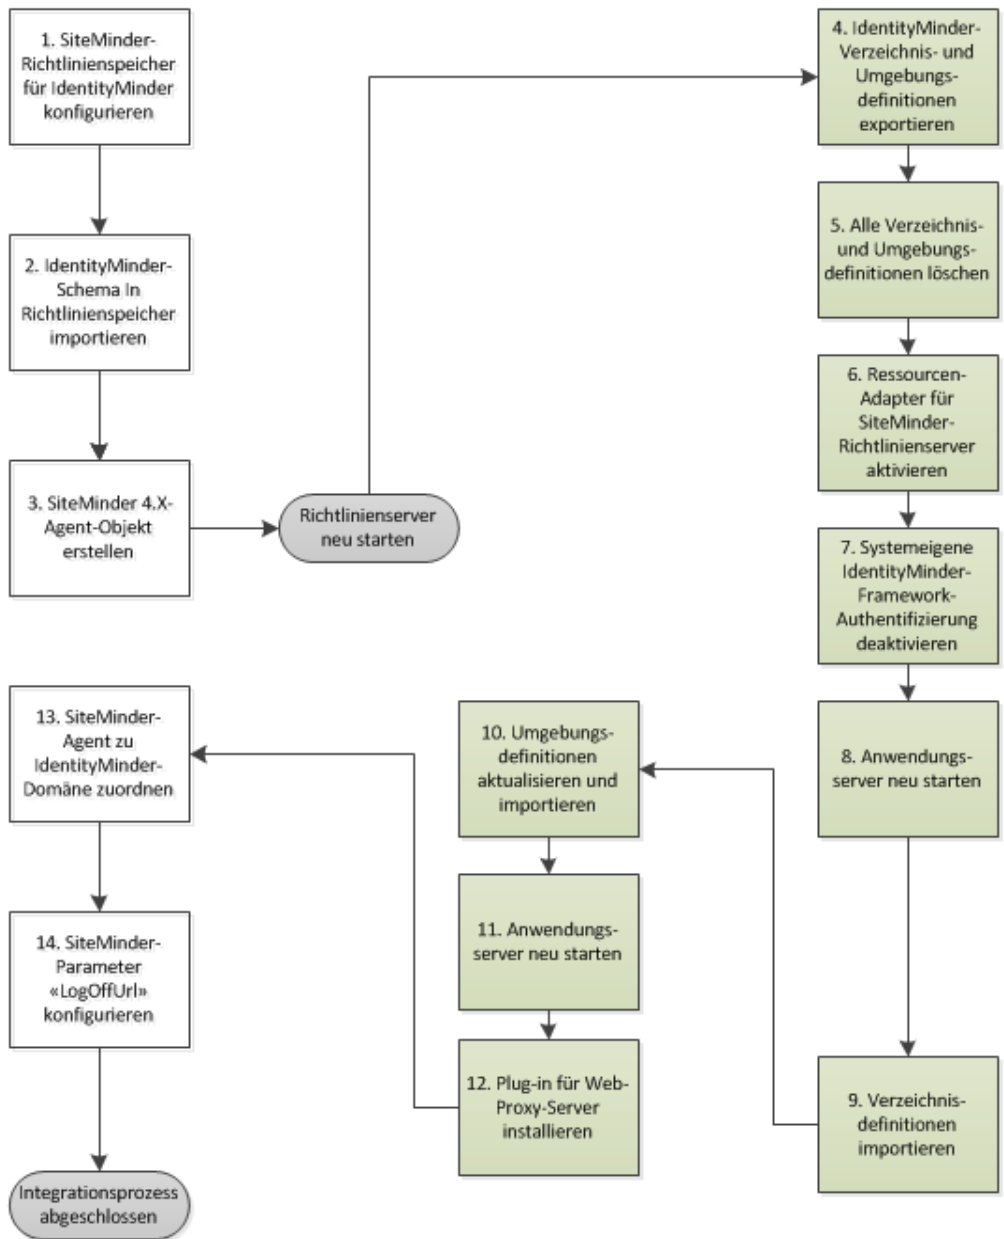 1. SiteMinder-
Richtlinienspeicher
für IdentityMinder
konfigurieren
2. IdentityMinder-
Schema In
Richtlinienspeicher
importieren
3. SiteMinder 4.X-
Agent-Objekt
erstellen
Richtlinienserver
neu starten
4. IdentityMinder-
Verzeichnis- und
Umgebungs-
definitionen
exportieren
5. Alle Verzeichnis-
und Umgebungs-
definitionen löschen
6. Ressourcen-
Adapter für
SiteMinder-
Richtlinienserver
aktivieren
7. Systemeigene
IdentityMinder-
Framework-
Authentifizierung
deaktivieren
8. Anwendungs-
server neu starten
9. Verzeichnis-
definitionen
importieren
10. Umgebungs-
definitionen
aktualisieren und
importieren
11. Anwendungs-
server neu starten
12. Plug-in für Web-
Proxy-Server
installieren
13. SiteMinder-
Agent zu
IdentityMinder-
Domäne zuordnen
14. SiteMinder-
Parameter
«LogOffUrl»
konfigurieren
Integrationsprozess
abgeschlossen